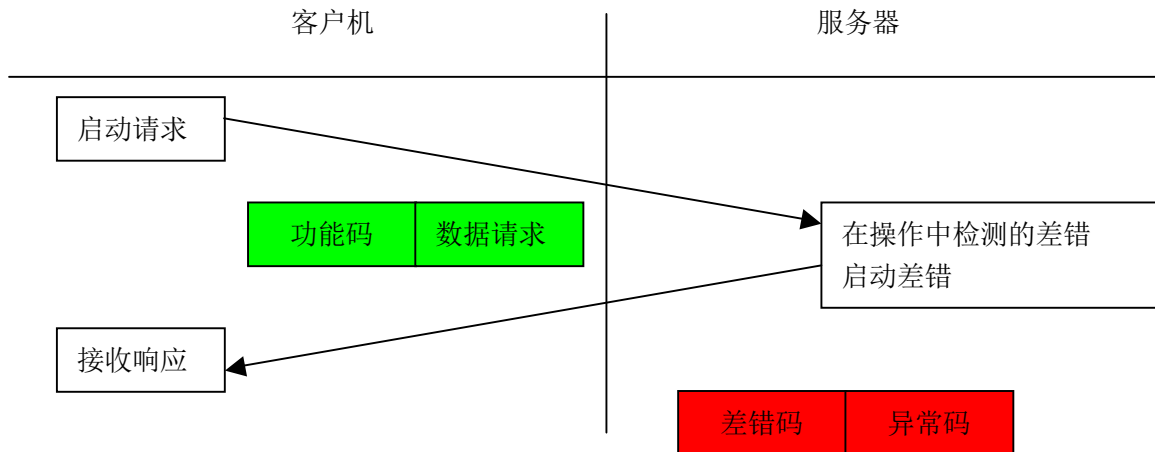 客户机
服务器
启动请求
功能码
数据请求
在操作中检测的差错
启动差错
接收响应
差错码
异常码